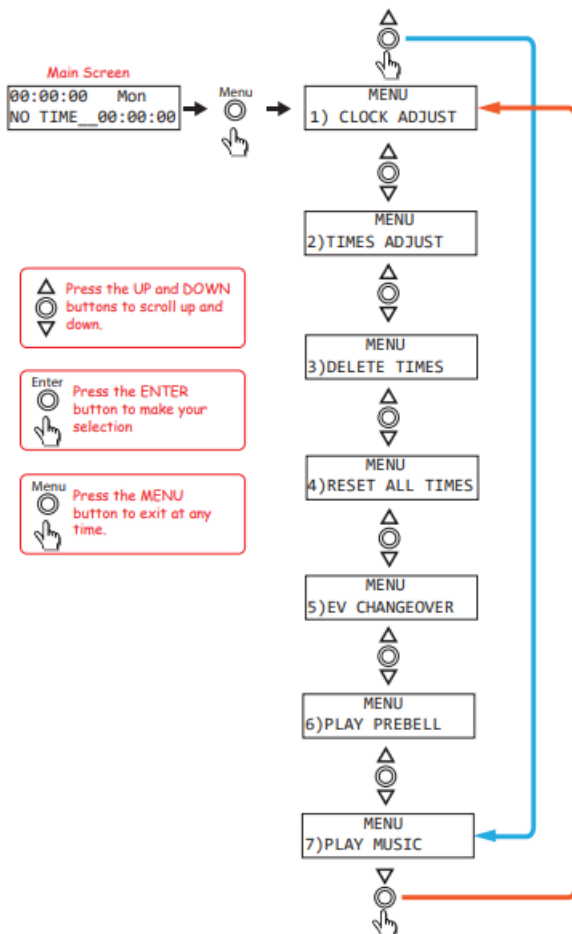 Main Screen
00:00:00 Mon
NO TIME__00:00:00
Menu
MENU
1) CLOCK ADJUST
MENU
2)TIMES ADJUST
Press the UP and DOWN
buttons to scroll up and
down.
MENU
3)DELETE TIMES
Enter
Press the ENTER
button to make your
selection
MENU
4)RESET ALL TIMES
Menu
Press the MENU
button to exit at any
time.
MENU
5)EV CHANGEOVER
MENU
6)PLAY PREBELL
MENU
7)PLAY MUSIC